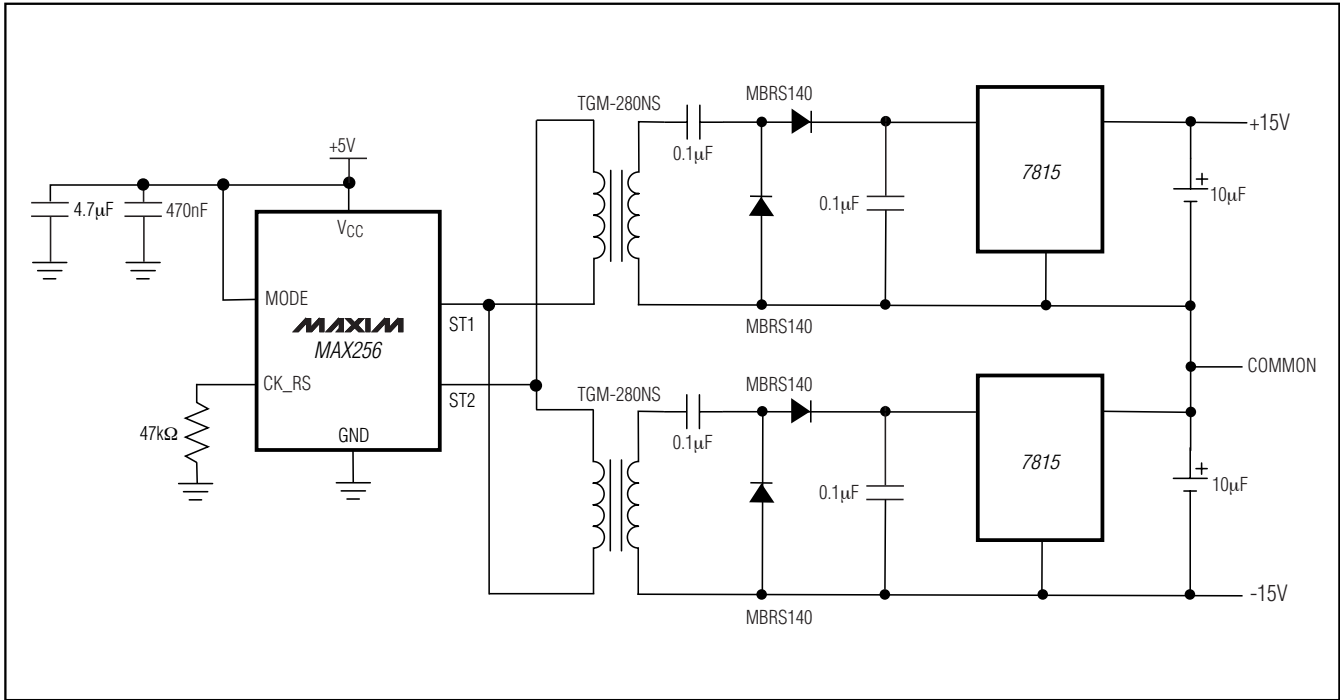 TGM-280NS
MBRS140
0.1μF
+5V
4.7μF
470nF
VCC
MODE
MAXIM
MAX256
CK_RS
GND
47kΩ
ST1
ST2
0.1μF
7815
+15V
+
10μF
MBRS140
COMMON
TGM-280NS
MBRS140
0.1μF
0.1μF
7815
+
10μF
-15V
MBRS140